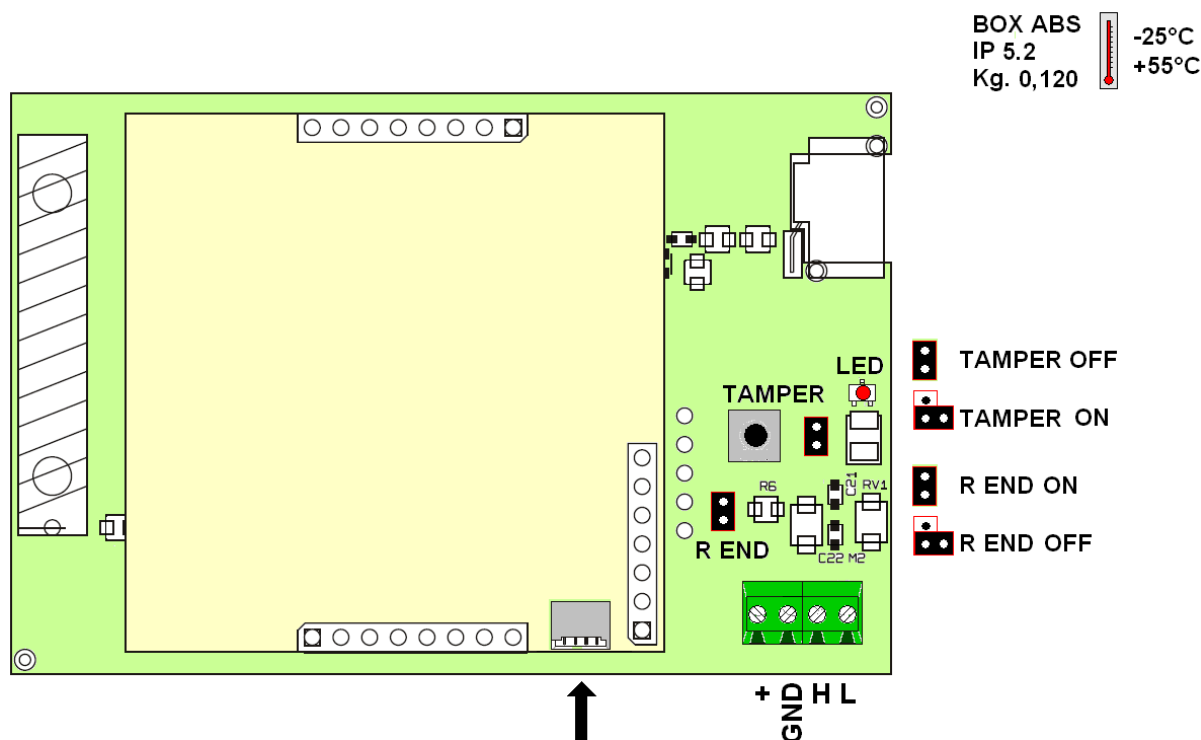 BOX ABS
IP 5.2
Kg. 0,120
-25°C
+55°C
LED
TAMPER
TAMPER OFF
TAMPER ON
R6
C21
RV1
R END ON
R END
C22
M2
R END OFF
+
GND
H
L